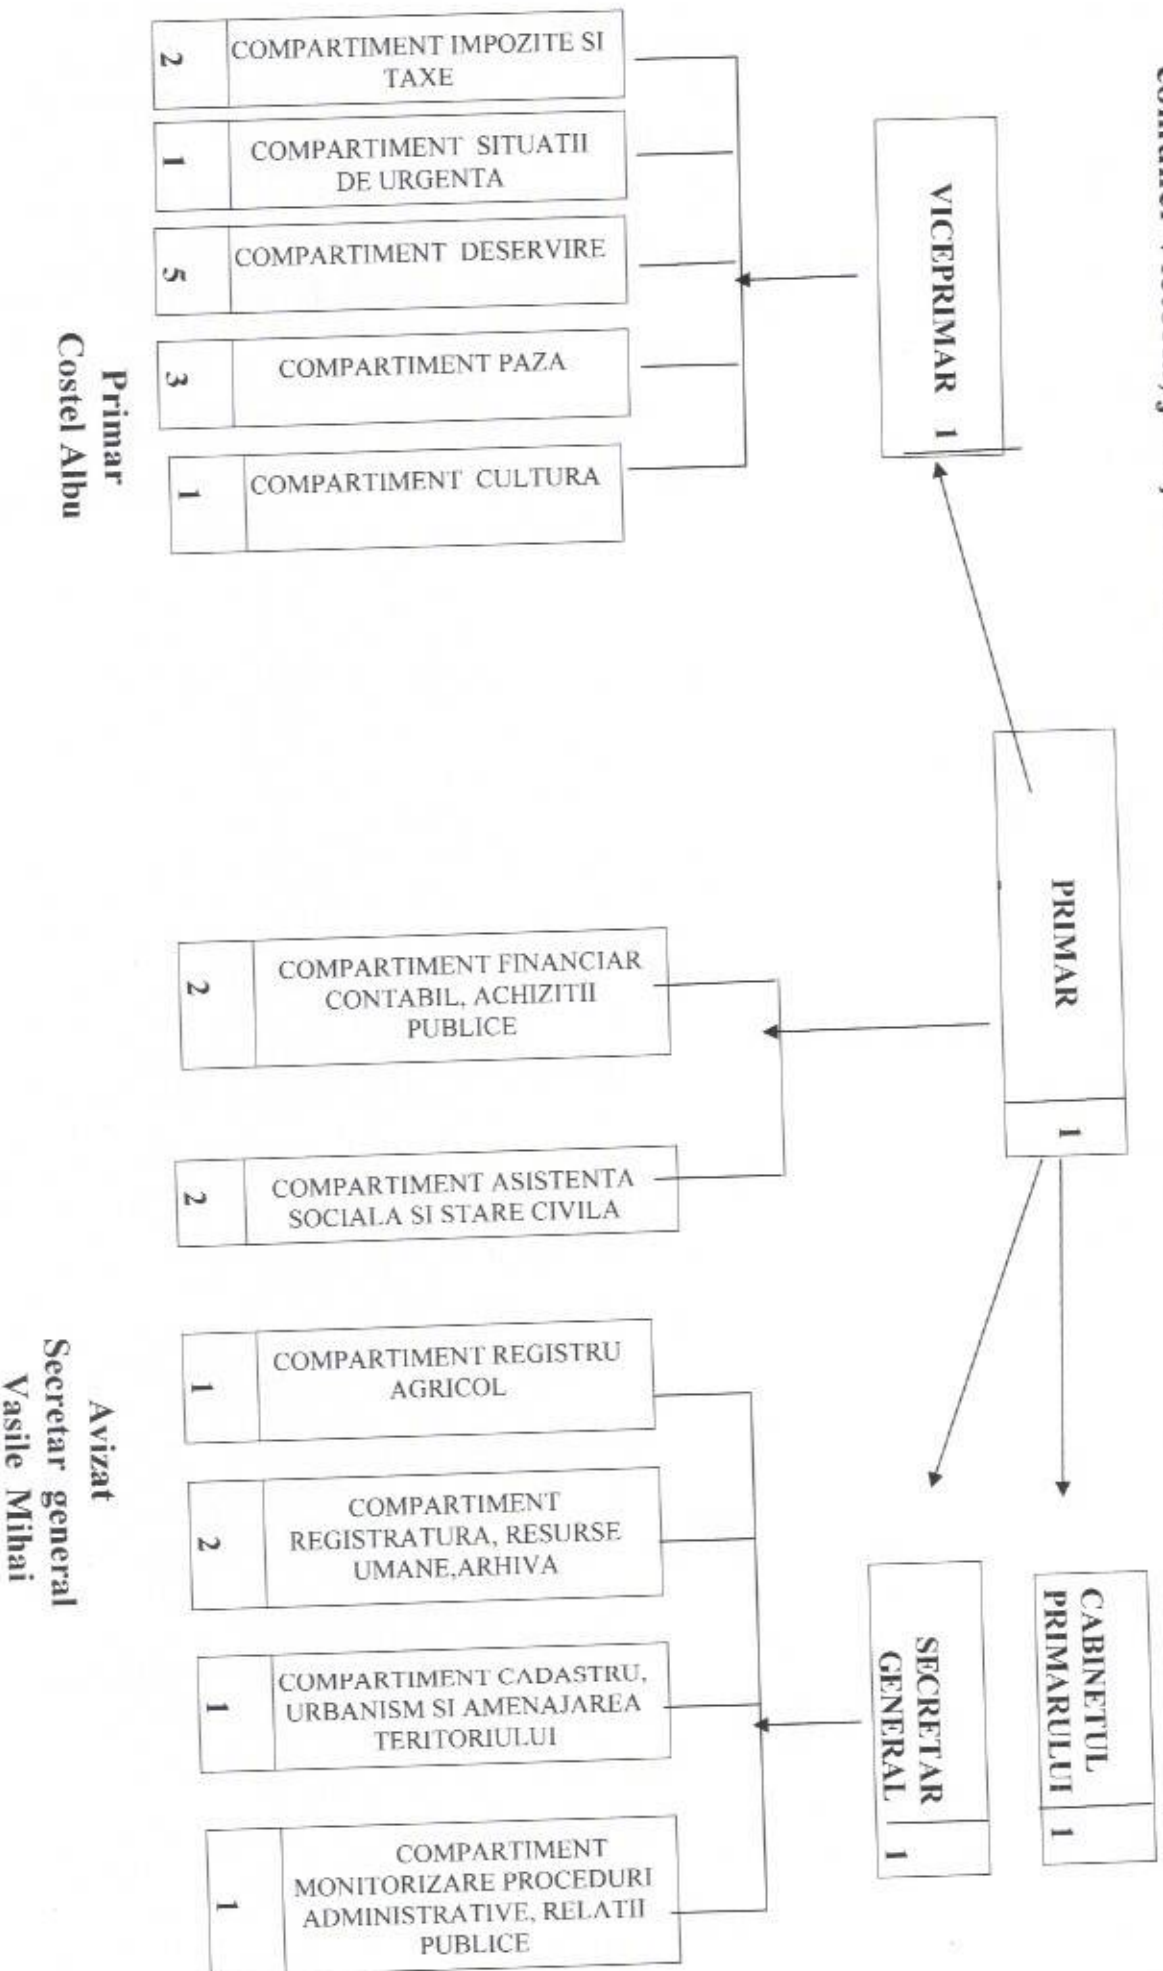 PRIMAR 1
VICEPRIMAR 1
CABINETUL
PRIMARULUI 1
SECRETAR
GENERAL 1
COMPARTIMENT IMPOZITE SI
TAXE
2
COMPARTIMENT SITUATII
DE URGENTA
1
COMPARTIMENT DESERVIRE
5
COMPARTIMENT PAZA
3
COMPARTIMENT CULTURA
1
COMPARTIMENT FINANCIAR
CONTABIL, ACHIZITII
PUBLICE
2
COMPARTIMENT ASISTENTA
SOCIALA SI STARE CIVILA
2
COMPARTIMENT REGISTRU
AGRICOL
1
COMPARTIMENT
REGISTRATURA, RESURSE
UMANE,ARHIVA
2
COMPARTIMENT CADASTRU,
URBANISM SI AMENAJAREA
TERITORIULUI
1
COMPARTIMENT
MONITORIZARE PROCEDURI
ADMINISTRATIVE, RELATII
PUBLICE
1
Primar
Costel Albu
Avizat
Secretar general
Vasile Mihai